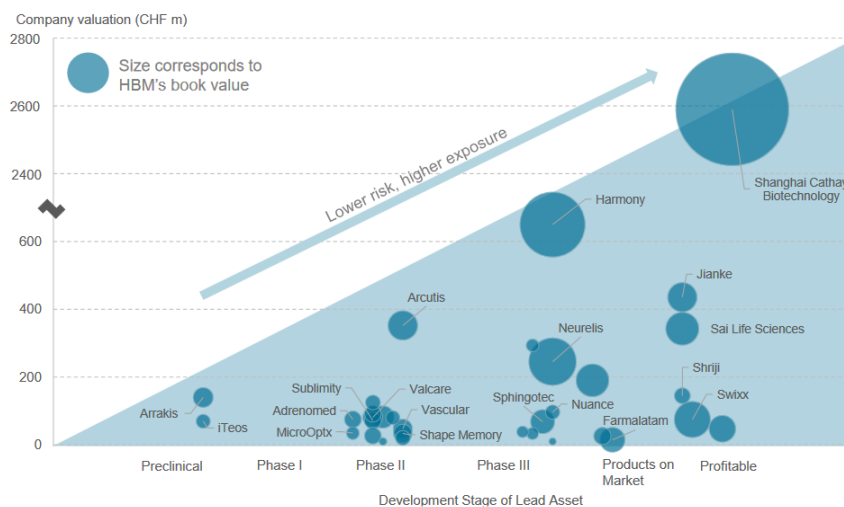 Company valuation (CHF m)
2800
Size corresponds to
HBM's book value
2600
2400
Lower risk, higher exposure
Shanghai Cathay
Biotechnology
Harmony
600
Jianke
400
Arcutis
Neurelis
Sai Life Sciences
200
Sublimity
Valcare
Shriji
Arrakis
iTeos
Adrenomed
Vascular
Sphingotec
Nuance
Swixx
MicroOptx
Shape Memory
Farmalatam
0
Preclinical
Phase I
Phase II
Phase III
Products on
Market
Profitable
Development Stage of Lead Asset